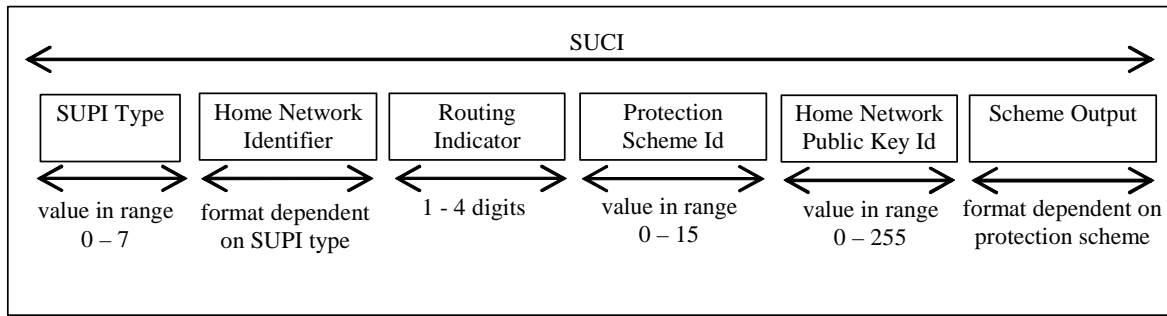 SUCI
SUPI Type
Home Network
Identifier
Routing
Indicator
Protection
Scheme Id
Home Network
Public Key Id
Scheme Output
value in range
0 – 7
format dependent
on SUPI type
1 - 4 digits
value in range
0 – 15
value in range
0 – 255
format dependent on
protection scheme